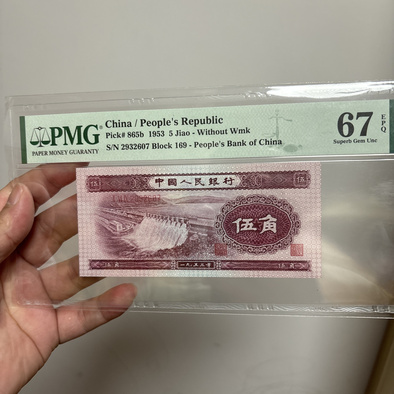 PMG
PAPER MONEY GUARANTY
China / People's Republic
Pick# 865b 1953 5 Jiao - Without Wmk
S/N 2932607 Block 169 - People's Bank of China
67 EPQ
Superb Gem Unc
中國人民銀行
伍角
一九五三年